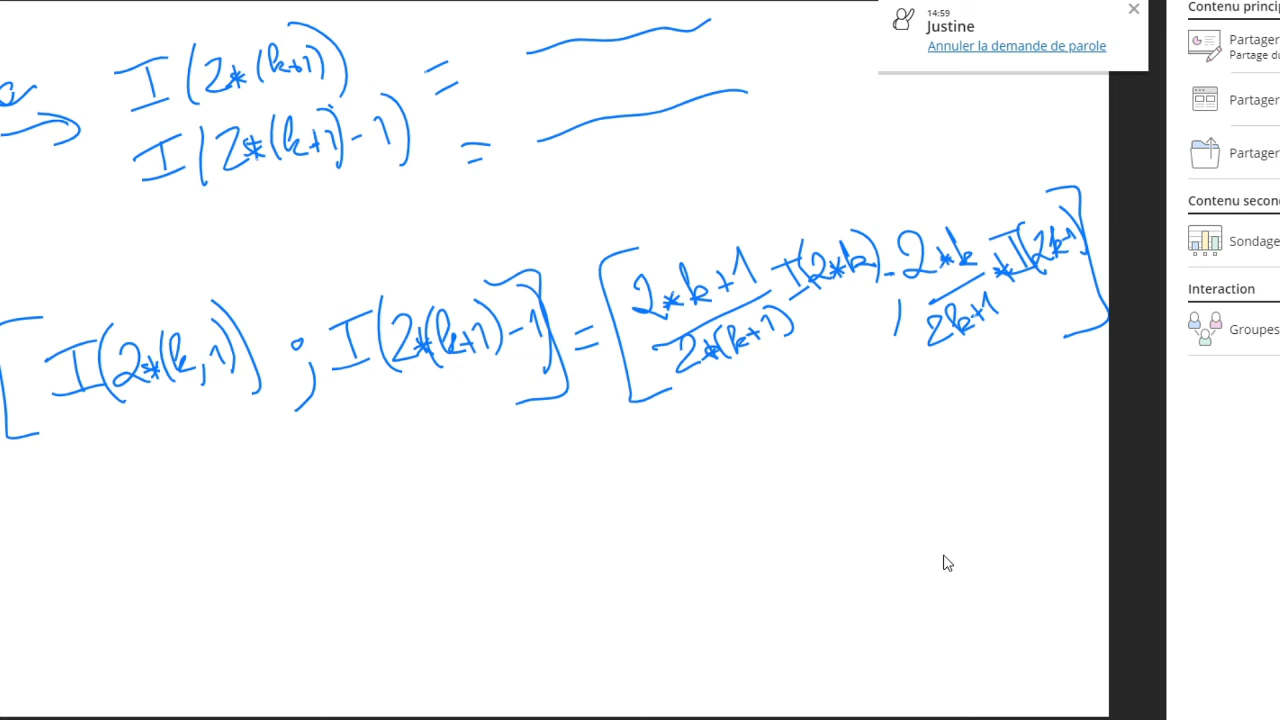 I(2*(k+1)) =
I(2*(k+1)-1) =
[I(2*(k,1)) ; I(2*(k+1)-1)] = [2*k+1/2*(k+1) I(2*k) ; 2*k/2k+1 *I(2k-1)]
14:59
Justine
Annuler la demande de parole
Contenu princip
Partager
Partage du
Partager
Partager
Contenu second
Sondage
Interaction
Groupes